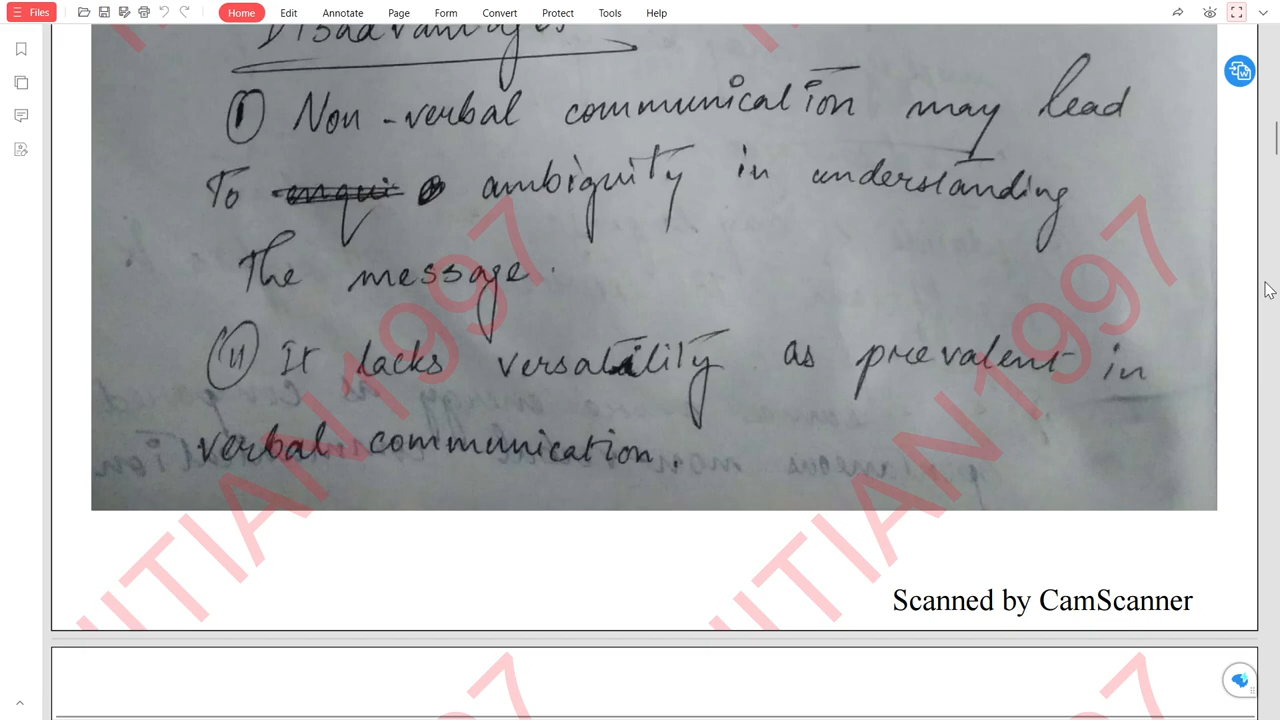 Files
Home Edit Annotate Page Form Convert Protect Tools Help
Disadvantages
(I) Non-verbal communication may lead
To ambiguity in understanding
The message.
(II) It lacks versatility as prevalent in
verbal communication.
Scanned by CamScanner